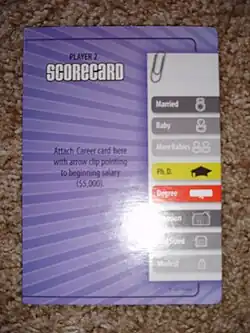 PLAYER 2
SCORECARD
Attach Career card here
with arrow clip pointing
to beginning salary
($5,000).
Married
Baby
More Babies
Ph. D.
Degree